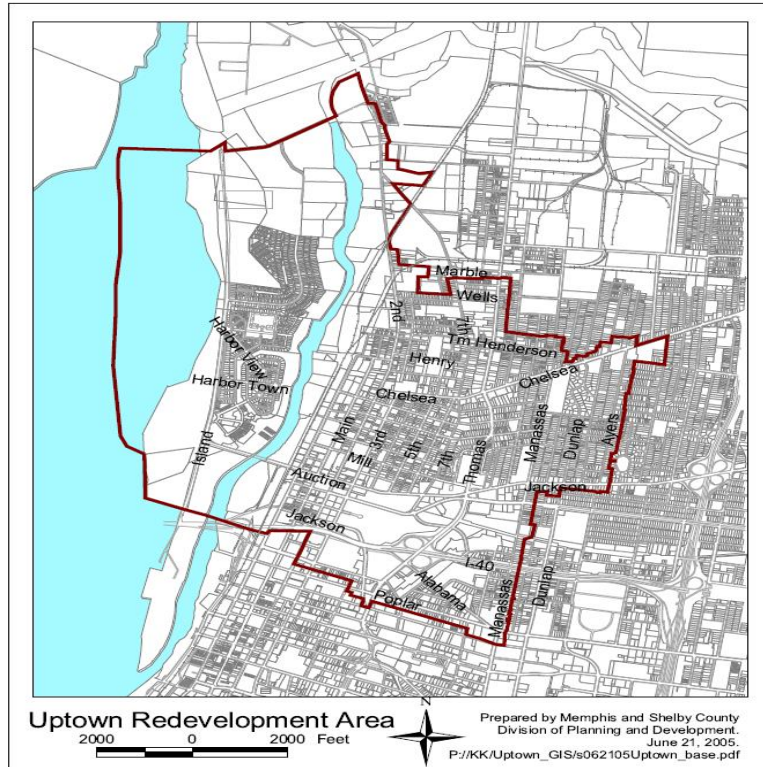 Marble
Wells
2nd
7th
Tm Henderson
Harbor View
Henry
Chelsea
Harbor Town
Chelsea
Main
3rd
5th
7th
Thomas
Manassas
Dunlap
Ayers
Island
Mill
Auction
Jackson
Jackson
I-40
Alabama
Poplar
Manassas
Dunlap
N
Uptown Redevelopment Area
2000 0 2000 Feet
Prepared by Memphis and Shelby County
Division of Planning and Development.
June 21, 2005.
P://KK/Uptown_GIS/s062105Uptown_base.pdf